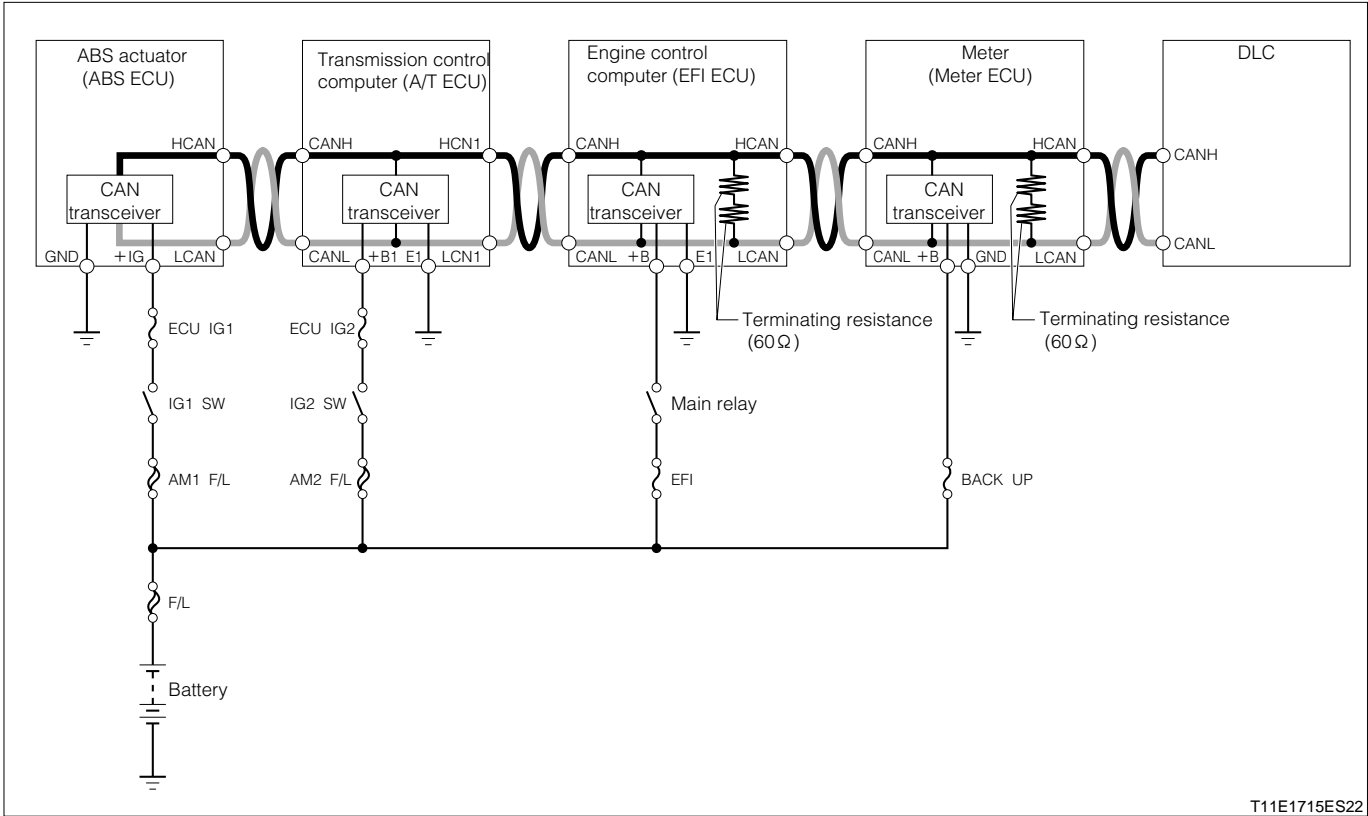 ABS actuator
(ABS ECU)
Transmission control
computer (A/T ECU)
Engine control
computer (EFI ECU)
Meter
(Meter ECU)
DLC
HCAN
CANH
HCN1
CANH
HCAN
CANH
HCAN
CANH
CAN
transceiver
CAN
transceiver
CAN
transceiver
CAN
transceiver
CANL
GND
+IG
LCAN
CANL
+B1
E1
LCN1
CANL
+B
E1
LCAN
CANL
+B
GND
LCAN
Terminating resistance
(60Ω)
Terminating resistance
(60Ω)
ECU IG1
ECU IG2
IG1 SW
IG2 SW
Main relay
AM1 F/L
AM2 F/L
EFI
BACK UP
F/L
Battery
T11E1715ES22